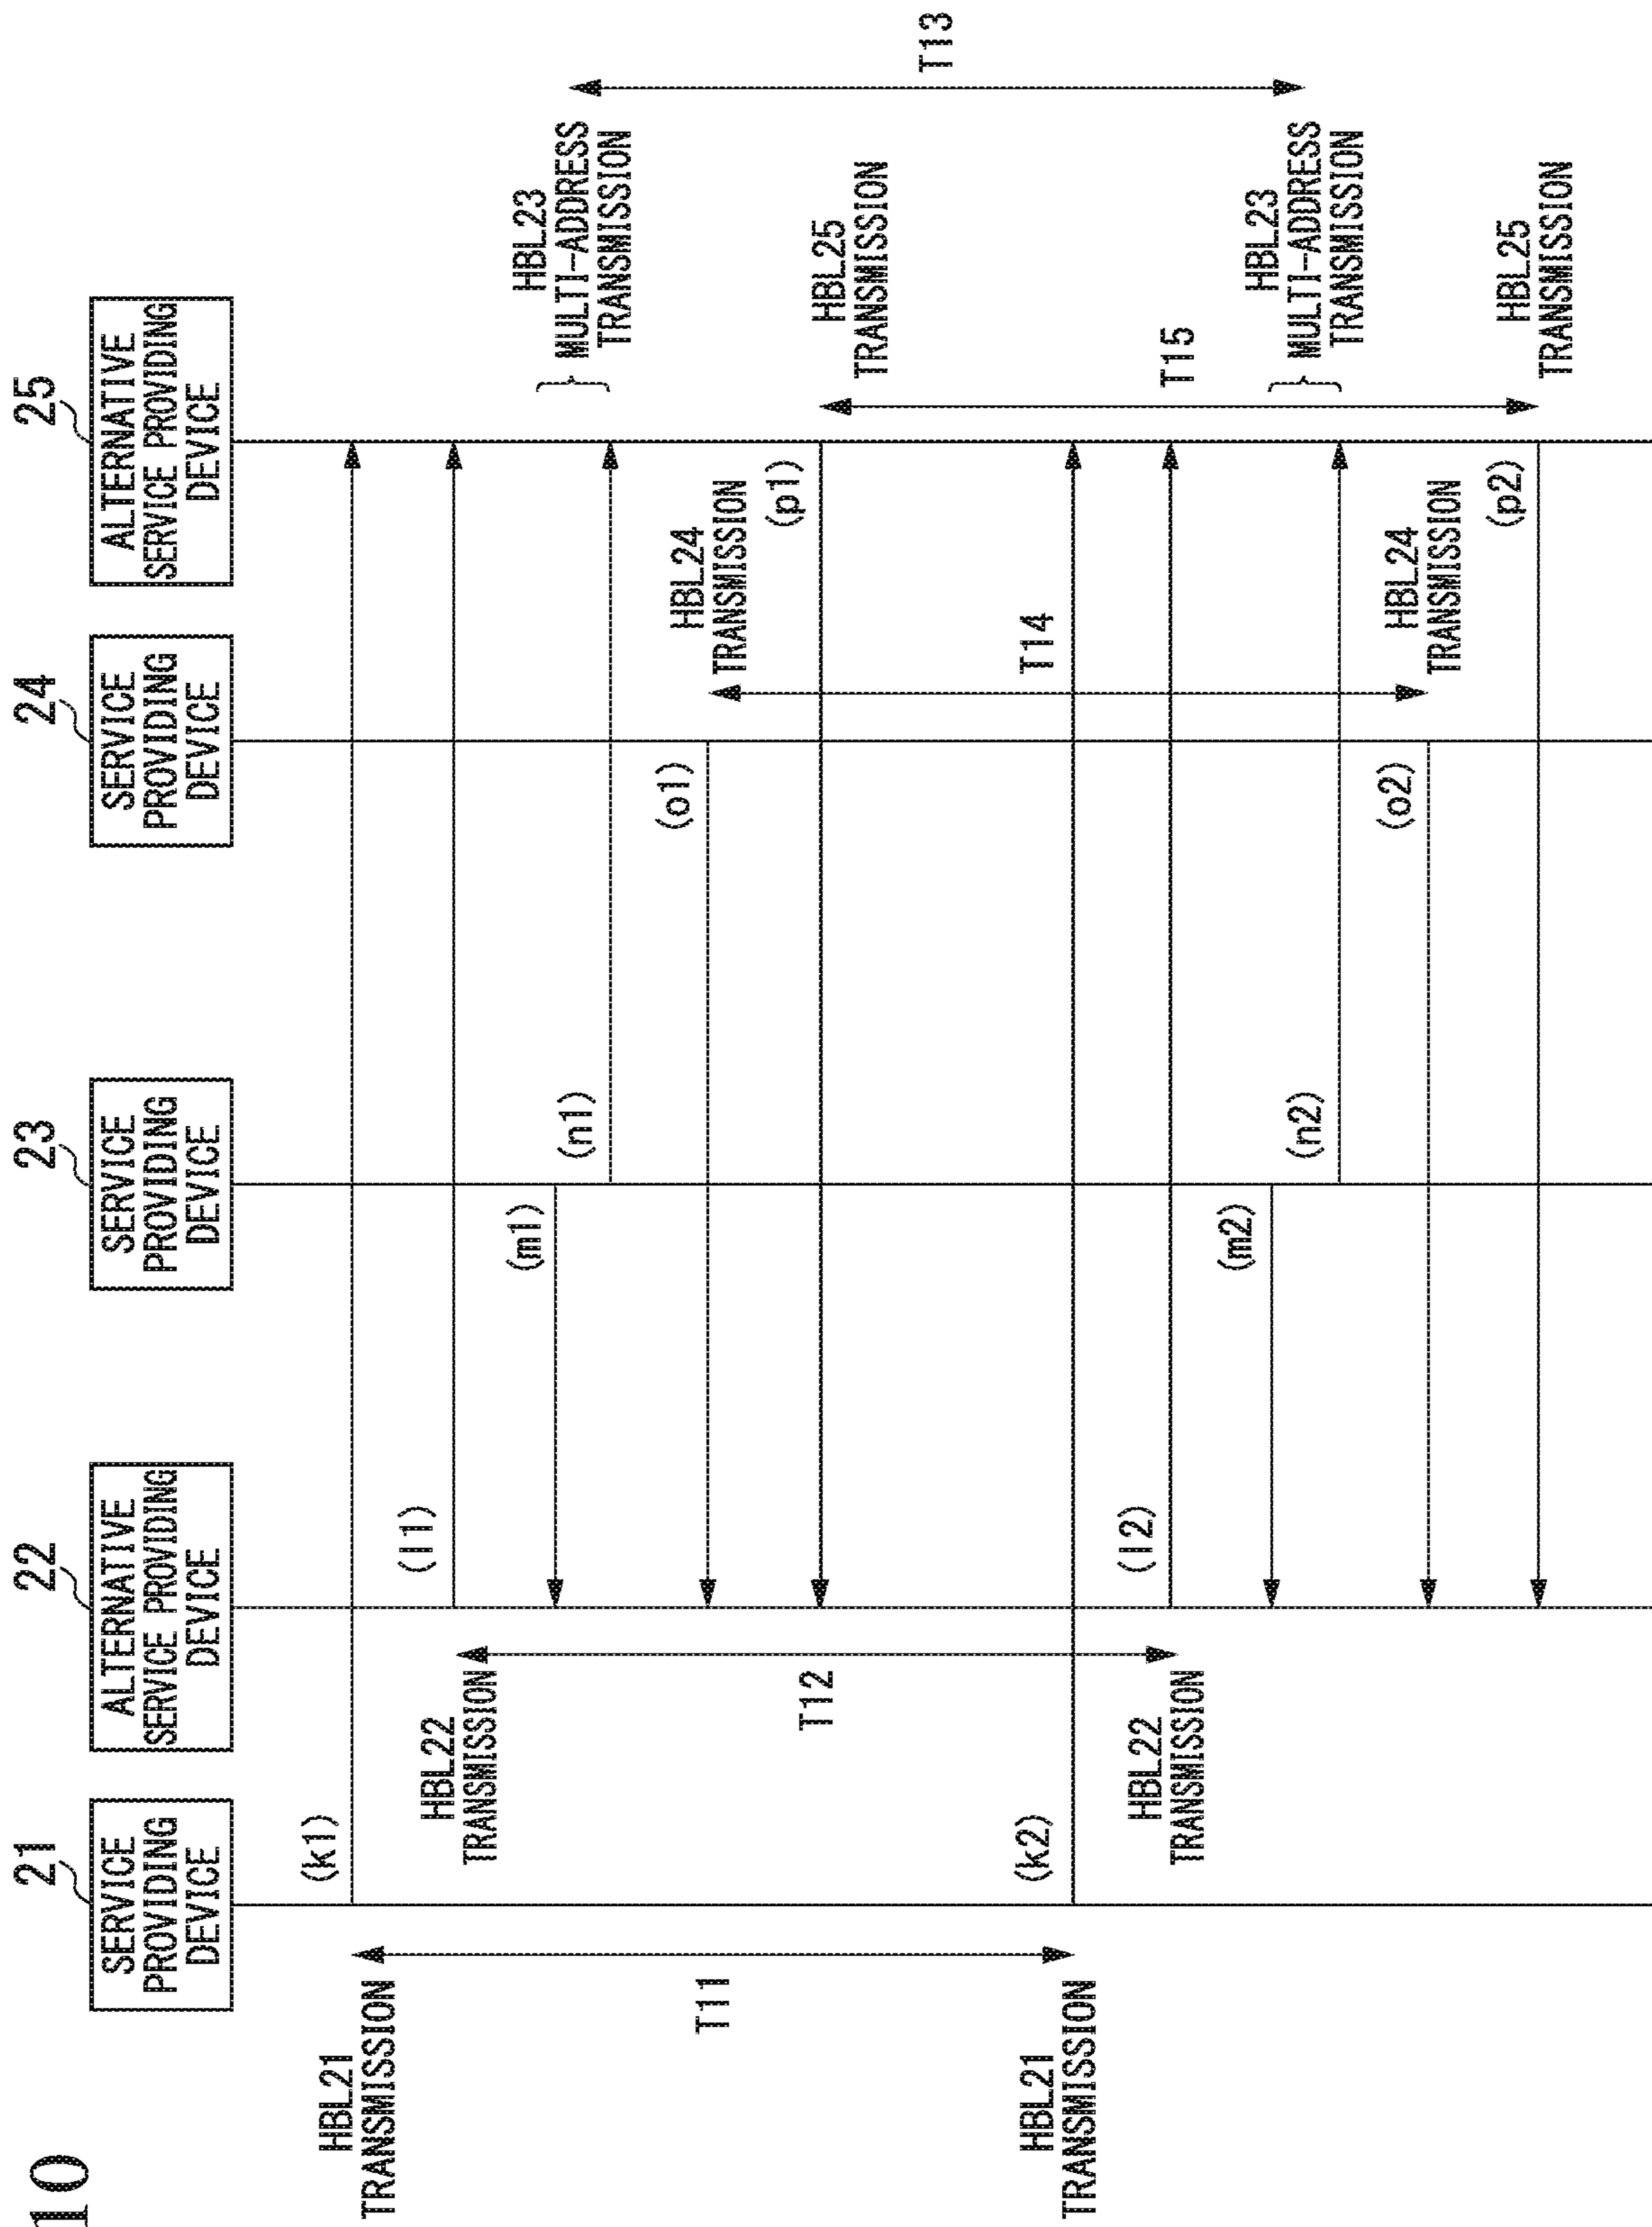 10
21
SERVICE
PROVIDING
DEVICE
22
ALTERNATIVE
SERVICE PROVIDING
DEVICE
23
SERVICE
PROVIDING
DEVICE
24
SERVICE
PROVIDING
DEVICE
25
ALTERNATIVE
SERVICE PROVIDING
DEVICE
HBL21
TRANSMISSION
(k1)
HBL22
TRANSMISSION
(l1)
(m1)
(n1)
HBL23
MULTI-ADDRESS
TRANSMISSION
(o1)
HBL24
TRANSMISSION
(p1)
HBL25
TRANSMISSION
T11
T12
T14
T13
T15
HBL21
TRANSMISSION
(k2)
HBL22
TRANSMISSION
(l2)
(m2)
(n2)
HBL23
MULTI-ADDRESS
TRANSMISSION
(o2)
HBL24
TRANSMISSION
(p2)
HBL25
TRANSMISSION